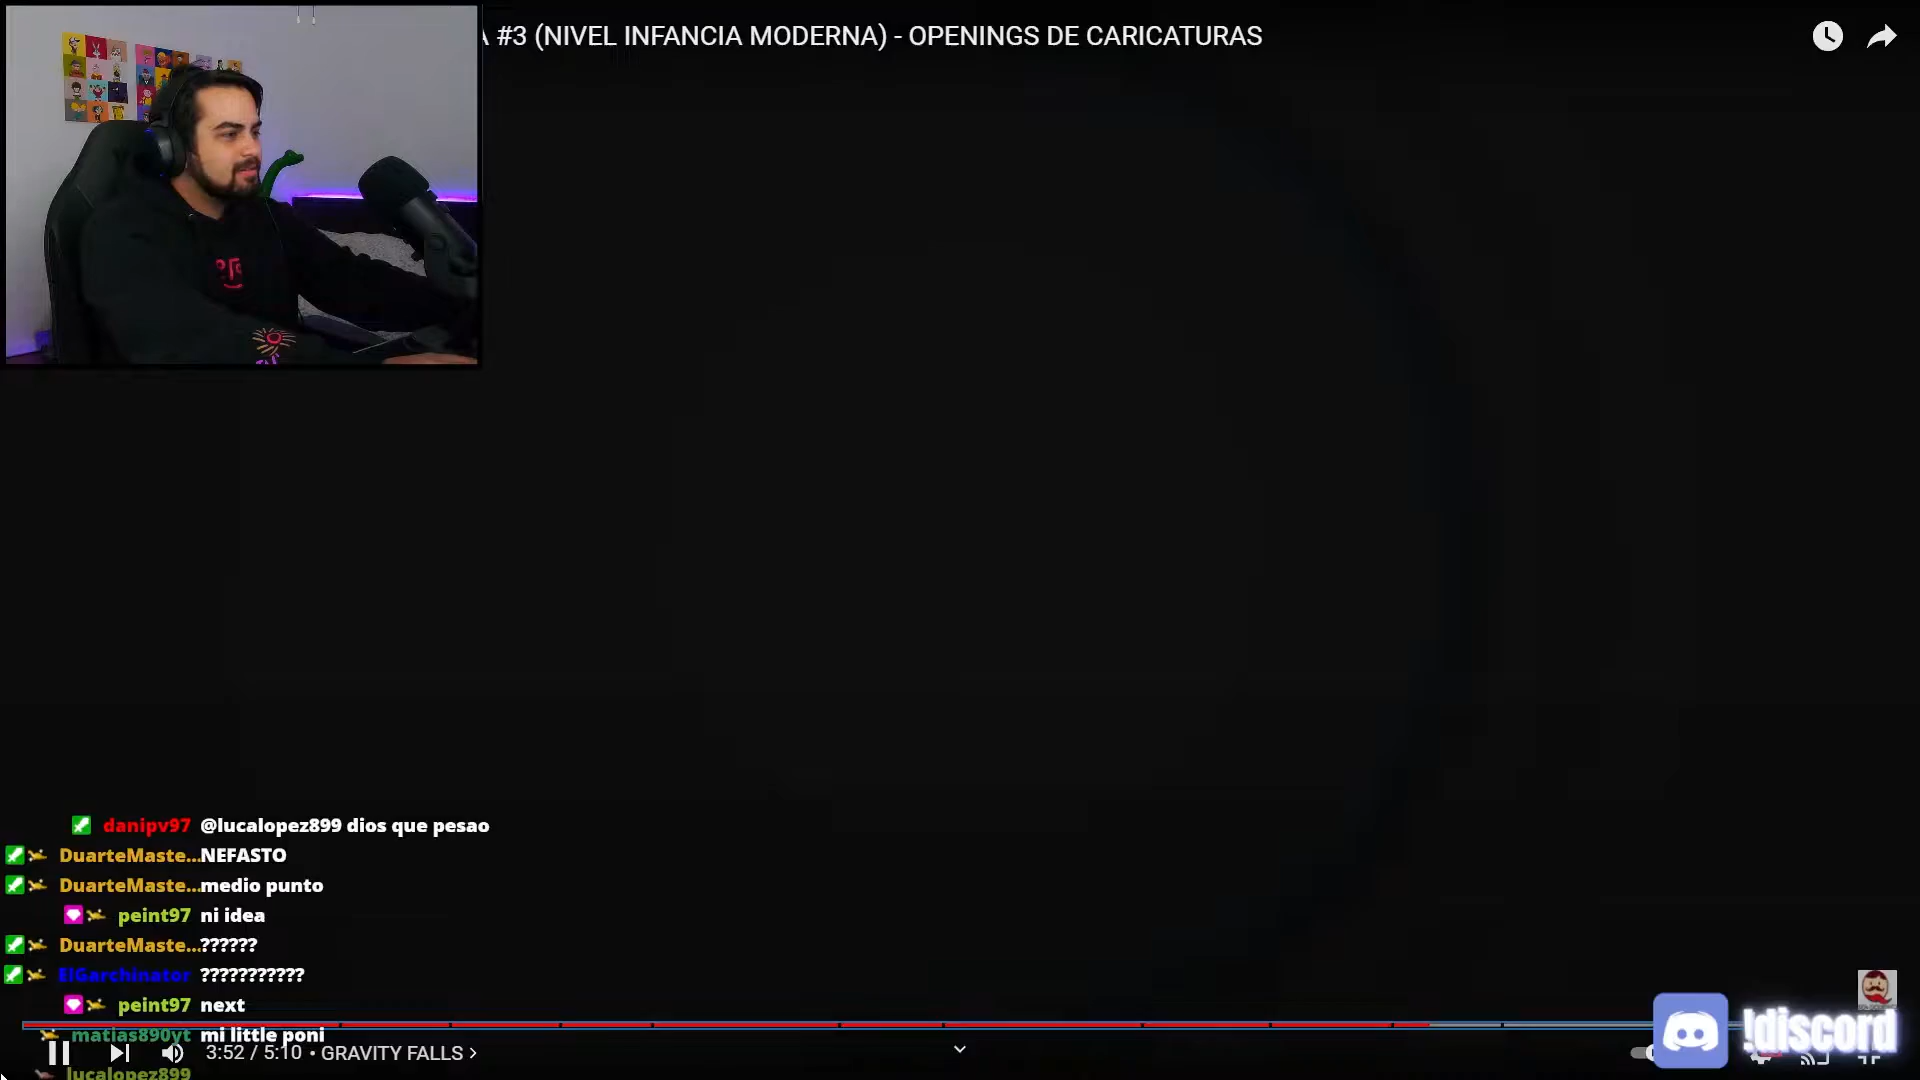 #3 (NIVEL INFANCIA MODERNA) - OPENINGS DE CARICATURAS
danipv97 @lucalopez899 dios que pesao
DuarteMaste... NEFASTO
DuarteMaste... medio punto
peint97 ni idea
DuarteMaste... ??????
ElGarchinator ???????????
peint97 next
matias890yt mi little poni
3:52 / 5:10 • GRAVITY FALLS >
lucalopez899
!discord